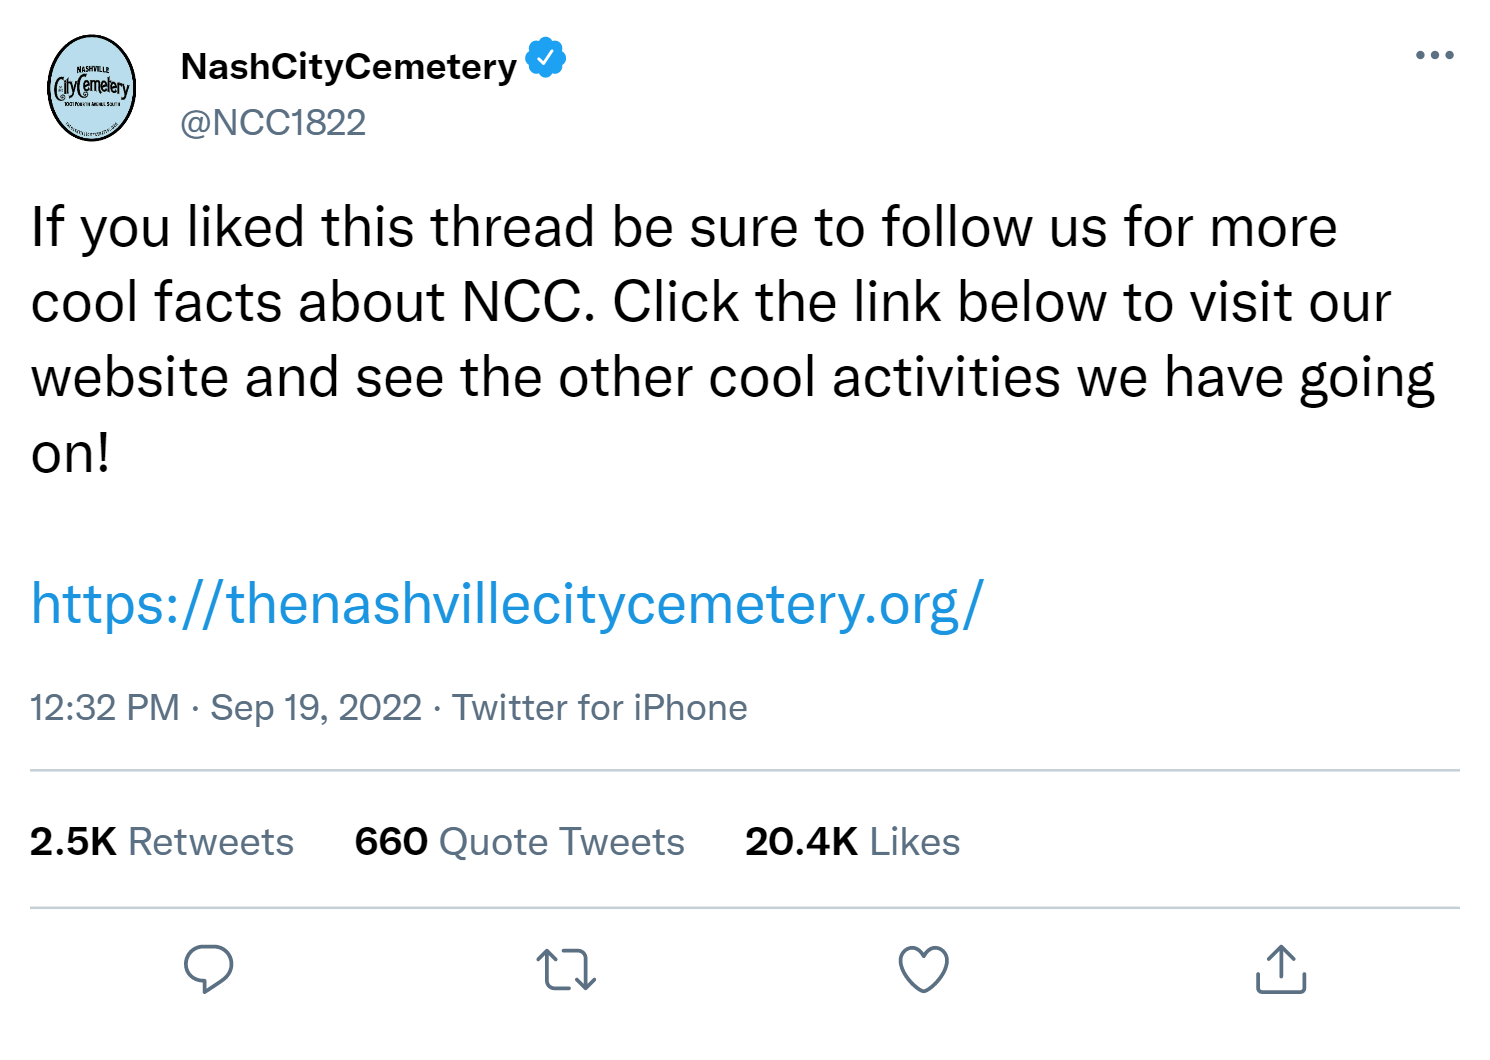 NASHVILLE
CityCemetery
1001 FOURTH AVENUE SOUTH
NashCityCemetery
@NCC1822
If you liked this thread be sure to follow us for more
cool facts about NCC. Click the link below to visit our
website and see the other cool activities we have going
on!
https://thenashvillecitycemetery.org/
12:32 PM · Sep 19, 2022 · Twitter for iPhone
2.5K Retweets 660 Quote Tweets 20.4K Likes